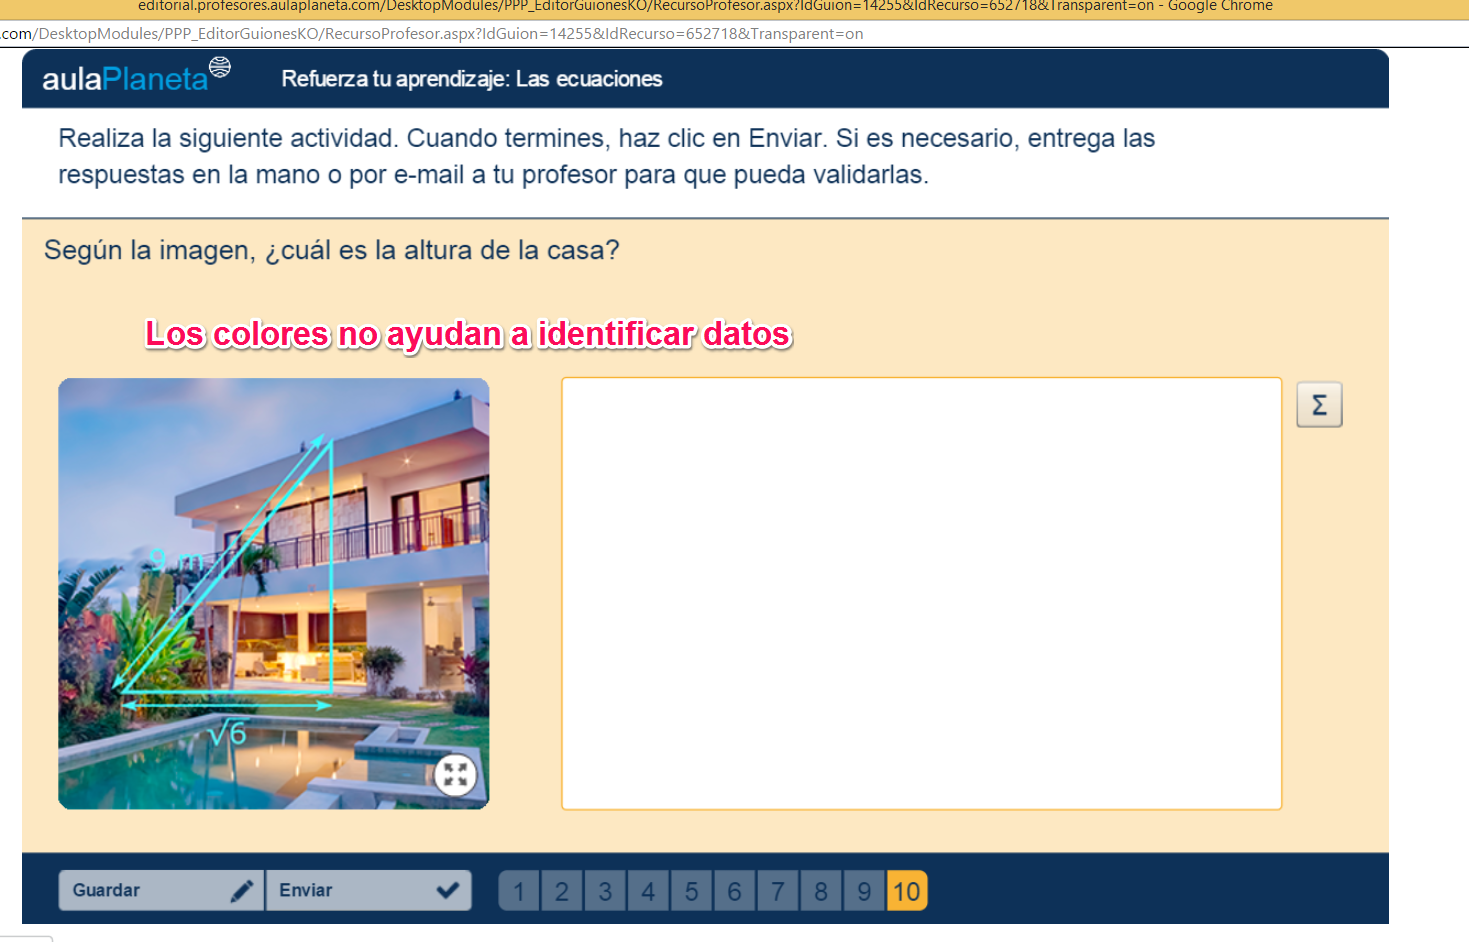 editorial.profesores.aulaplaneta.com/DesktopModules/PPP_EditorGuionesKO/RecursoProfesor.aspx?IdGuion=14255&IdRecurso=652718&Transparent=on - Google Chrome
.com/DesktopModules/PPP_EditorGuionesKO/RecursoProfesor.aspx?IdGuion=14255&IdRecurso=652718&Transparent=on
aulaPlaneta Refuerza tu aprendizaje: Las ecuaciones
Realiza la siguiente actividad. Cuando termines, haz clic en Enviar. Si es necesario, entrega las
respuestas en la mano o por e-mail a tu profesor para que pueda validarlas.
Según la imagen, ¿cuál es la altura de la casa?
Los colores no ayudan a identificar datos
Σ
9 m
√6
Guardar Enviar 1 2 3 4 5 6 7 8 9 10